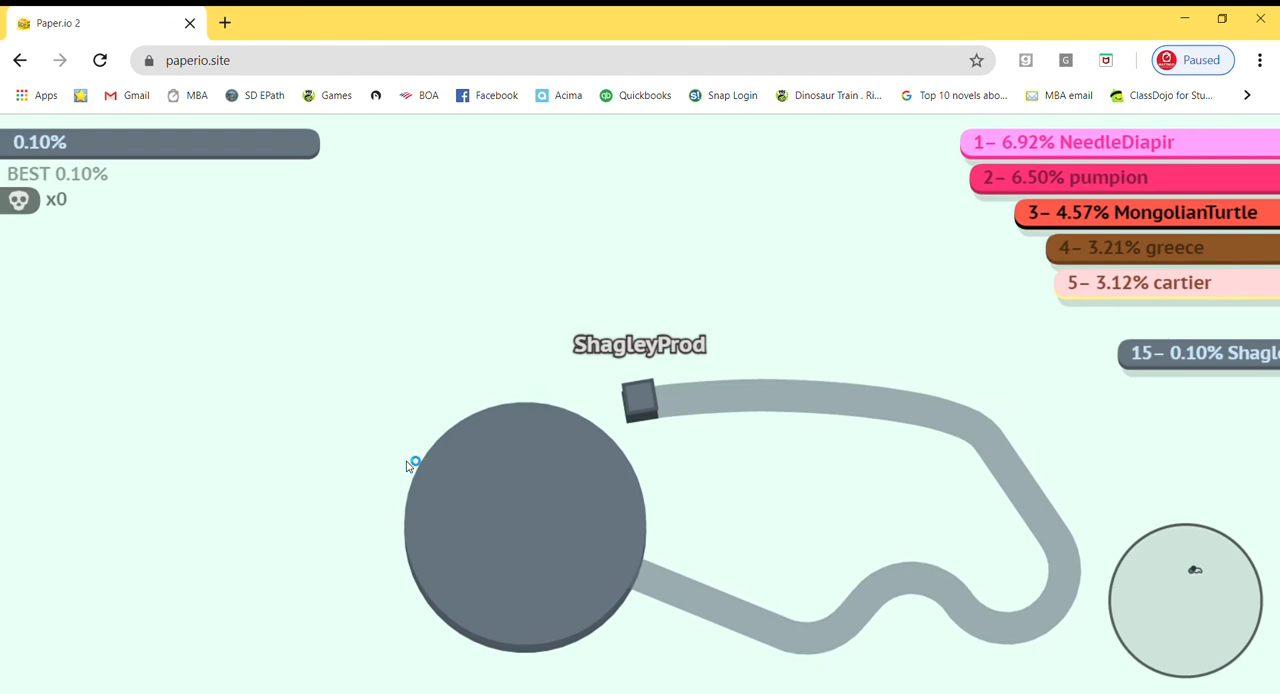 Paper.io 2
paperio.site
Paused
Apps
Gmail
MBA
SD EPath
Games
BOA
Facebook
Acima
Quickbooks
Snap Login
Dinosaur Train . Ri...
Top 10 novels abo...
MBA email
ClassDojo for Stu...
0.10%
BEST 0.10%
x0
1– 6.92% NeedleDiapir
2– 6.50% pumpion
3– 4.57% MongolianTurtle
4– 3.21% greece
5– 3.12% cartier
15– 0.10% Shagl
ShagleyProd